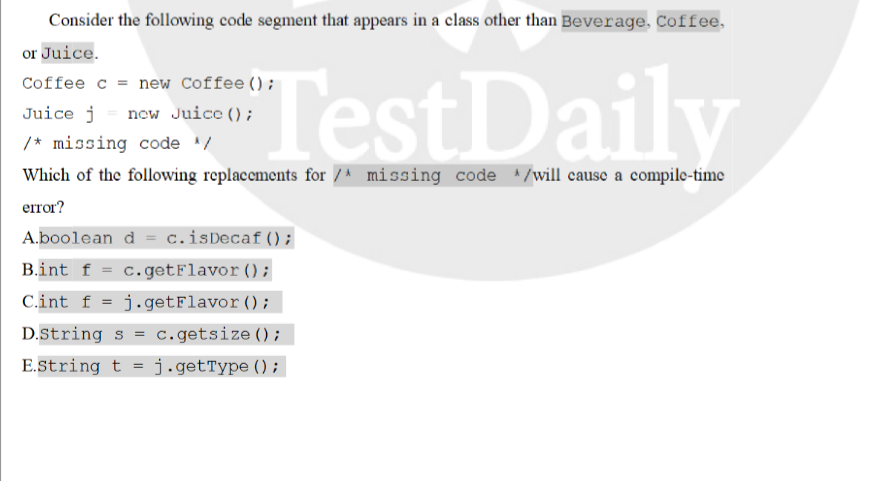 Consider the following code segment that appears in a class other than Beverage, Coffee,
or Juice.
Coffee c = new Coffee();
Juice j = new Juice();
/* missing code */
Which of the following replacements for /* missing code */will cause a compile-time
error?
A.boolean d = c.isDecaf();
B.int f = c.getFlavor();
C.int f = j.getFlavor();
D.String s = c.getsize();
E.String t = j.getType();
TestDaily